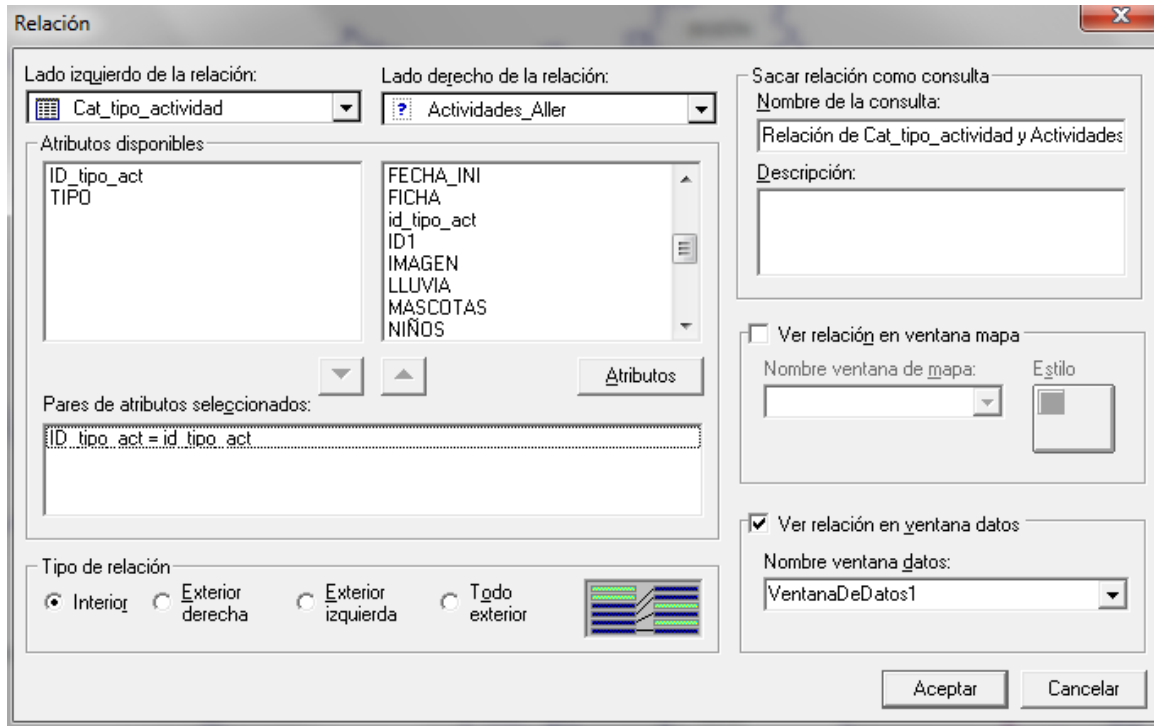 Relación
Lado izquierdo de la relación:
Cat_tipo_actividad
Lado derecho de la relación:
Actividades_Aller
Atributos disponibles
ID_tipo_act
TIPO
FECHA_INI
FICHA
id_tipo_act
ID1
IMAGEN
LLUVIA
MASCOTAS
NIÑOS
Atributos
Pares de atributos seleccionados:
ID_tipo_act = id_tipo_act
Tipo de relación
Interior
Exterior
derecha
Exterior
izquierda
Todo
exterior
Sacar relación como consulta
Nombre de la consulta:
Relación de Cat_tipo_actividad y Actividades
Descripción:
Ver relación en ventana mapa
Nombre ventana de mapa:
Estilo
Ver relación en ventana datos
Nombre ventana datos:
VentanaDeDatos1
Aceptar
Cancelar